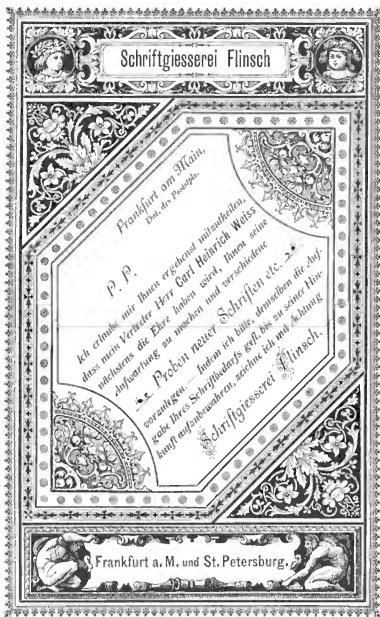 Schriftgiesserei Flinsch
Frankfurt am Main,
Dat. der Poststph.
P. P.
Ich erlaube mir Ihnen ergebenst mitzutheilen,
dass mein Vertreter Herr Carl Heinrich Weiss
nächstens die Ehre haben wird, Ihnen seine
Aufwartung zu machen und verschiedene
Proben neuer Schriften etc.
vorzulegen. Indem ich bitte, demselben die Auf-
gabe Ihres Schriftbedarfs gefl. bis zu seiner Hin-
kunft aufzubewahren, zeichne ich mit Achtung
Schriftgiesserei Flinsch.
Frankfurt a. M. und St. Petersburg.